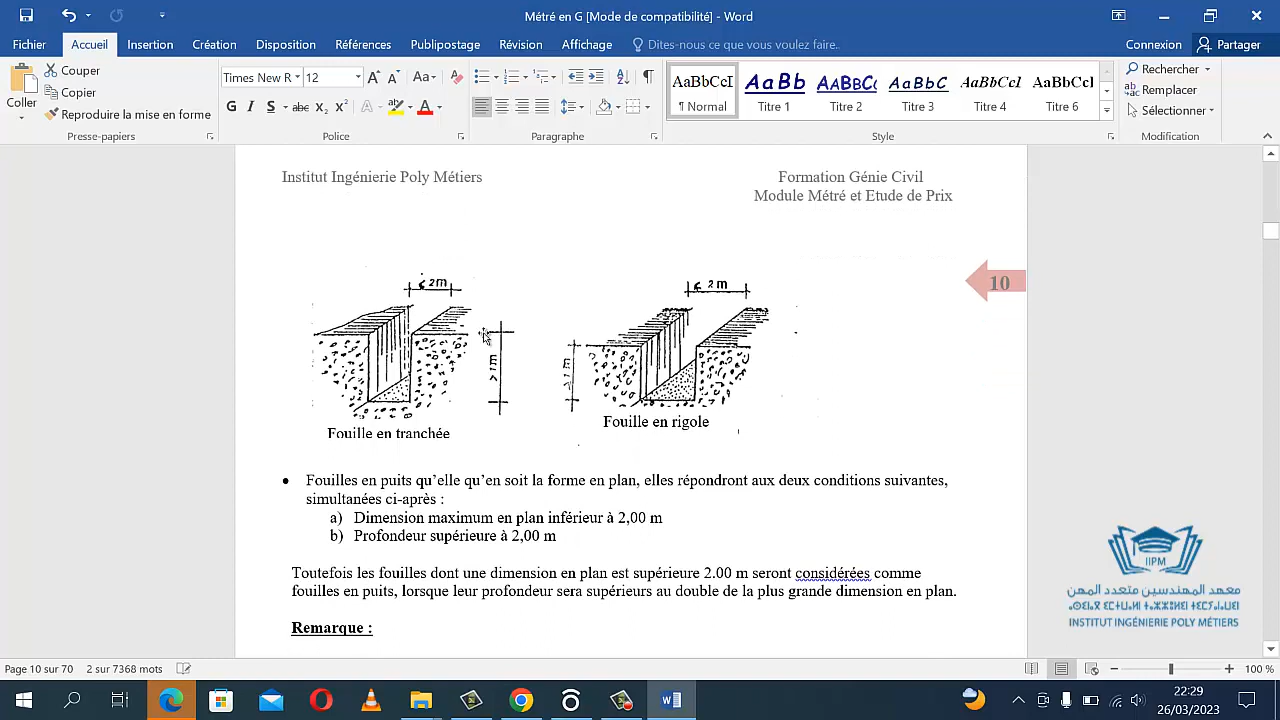 Métré en G [Mode de compatibilité] - Word
Fichier Accueil Insertion Création Disposition Références Publipostage Révision Affichage Dites-nous ce que vous voulez faire.. Connexion Partager
Coller
Couper
Copier
Reproduire la mise en forme
Presse-papiers
Times New R 12
G I S abc X₂ X²
Police
Paragraphe
AaBbCcI AaBb AaBbCc AaBbC AaBbCcI AaBbCcI
¶ Normal Titre 1 Titre 2 Titre 3 Titre 4 Titre 6
Style
Rechercher
Remplacer
Sélectionner
Modification
Institut Ingénierie Poly Métiers Formation Génie Civil
Module Métré et Etude de Prix
10
≤ 2m
> 1m
Fouille en tranchée
≤ 2m
≤ 1m
Fouille en rigole
• Fouilles en puits qu’elle qu’en soit la forme en plan, elles répondront aux deux conditions suivantes,
simultanées ci-après :
a) Dimension maximum en plan inférieur à 2,00 m
b) Profondeur supérieure à 2,00 m
Toutefois les fouilles dont une dimension en plan est supérieure 2.00 m seront considérées comme
fouilles en puits, lorsque leur profondeur sera supérieurs au double de la plus grande dimension en plan.
Remarque :
IIPM
معهد المهندسين متعدد المهن
INSTITUT INGÉNIERIE POLY MÉTIERS
Page 10 sur 70 2 sur 7368 mots 100 %
22:29
26/03/2023